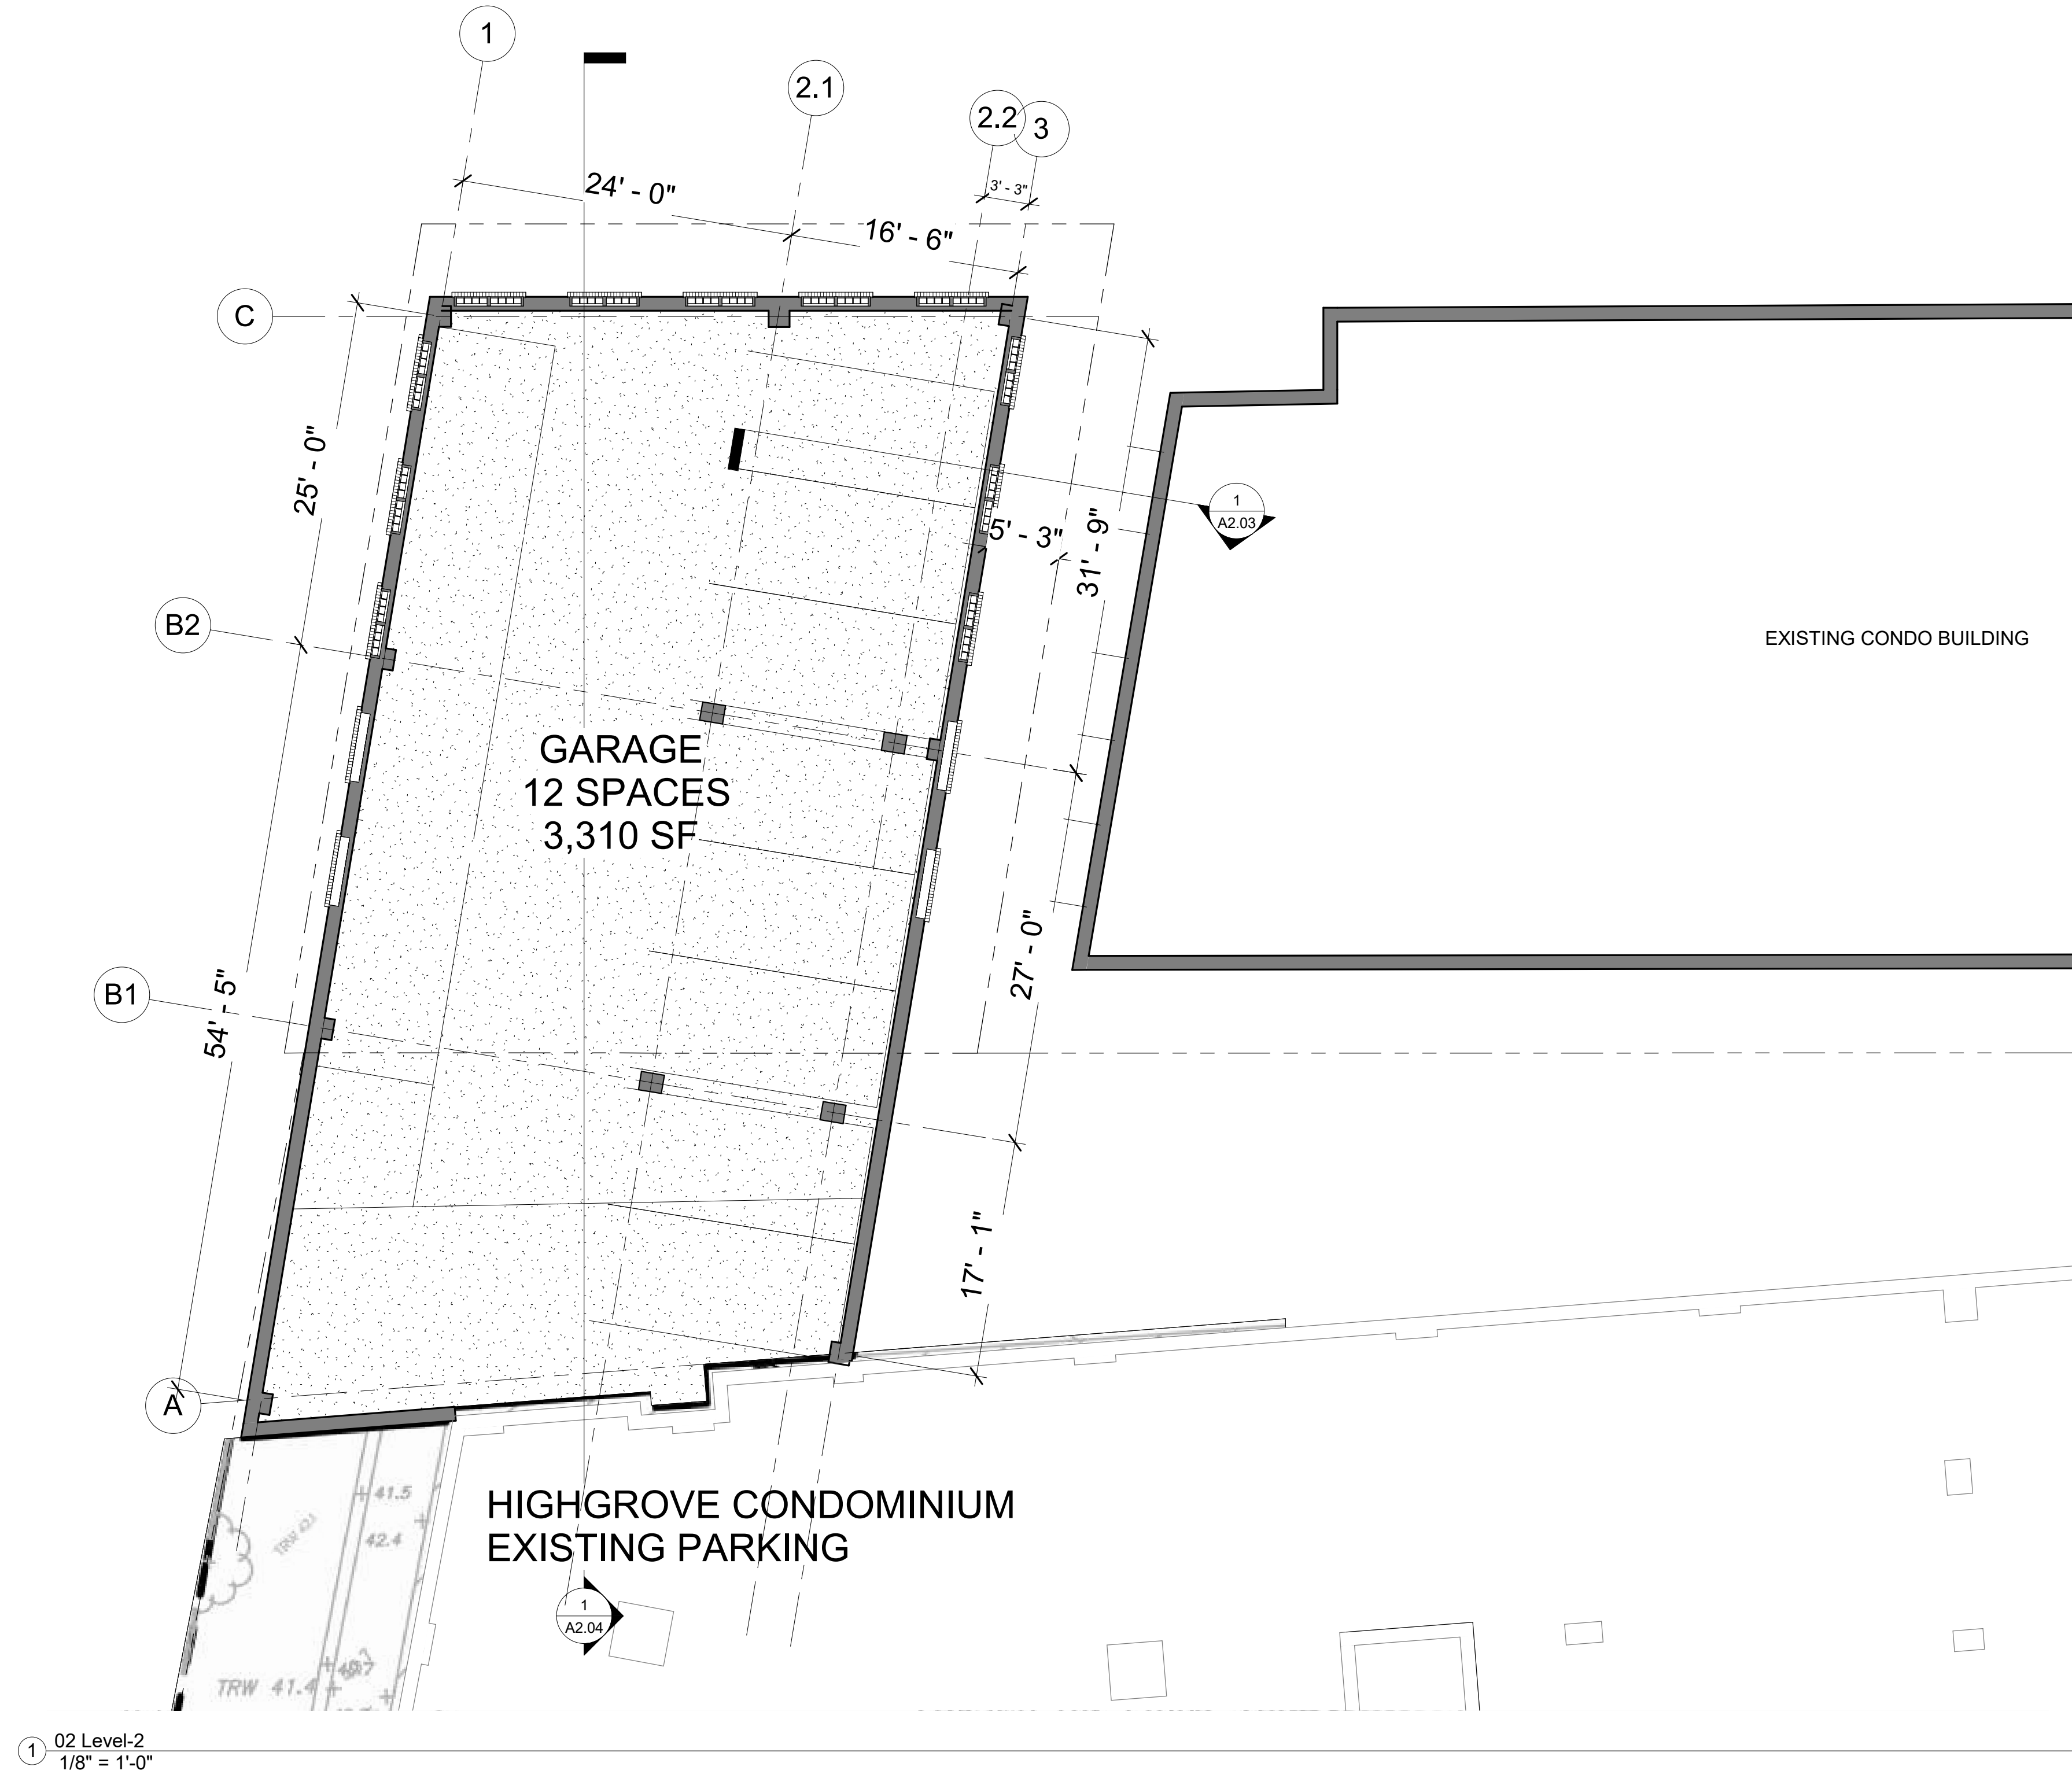 1
2.1
2.2
3
3' - 3"
24' - 0"
16' - 6"
C
25' - 0"
1
A2.03
5' - 3"
31' - 9"
B2
EXISTING CONDO BUILDING
GARAGE
12 SPACES
3,310 SF
27' - 0"
B1
54' - 5"
17' - 1"
A
HIGHGROVE CONDOMINIUM
EXISTING PARKING
41.5
TRW 42.1
42.4
1
A2.04
TRW 41.4
1
02 Level-2
1/8" = 1'-0"